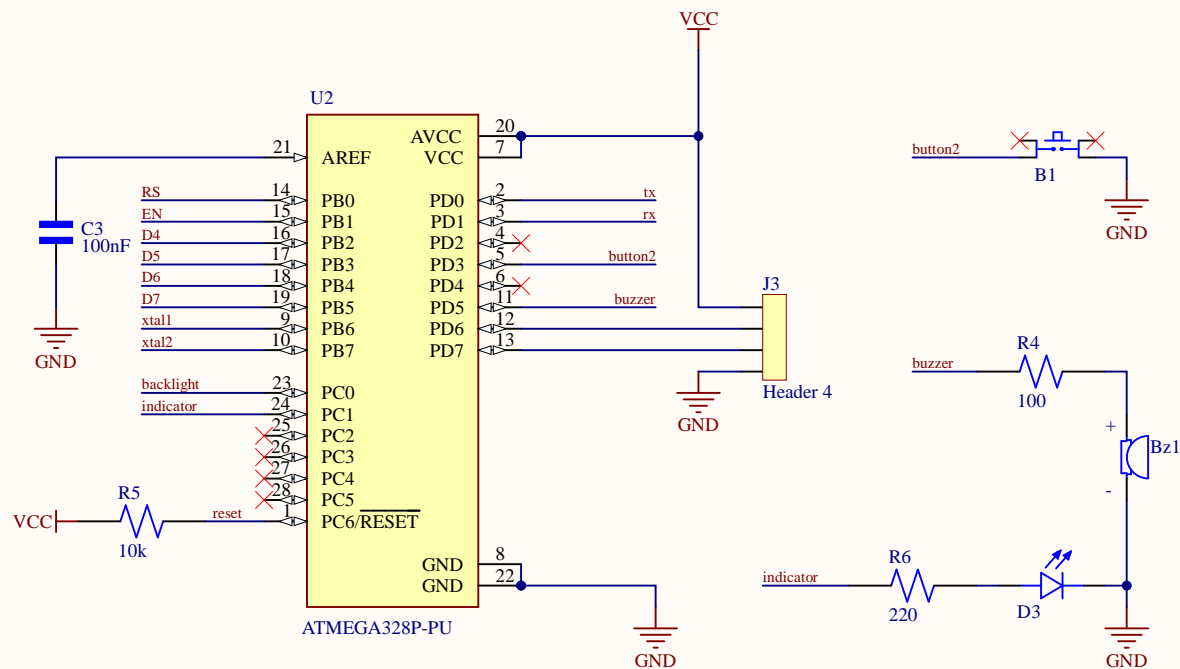 VCC
U2
21
AREF
AVCC
20
VCC
7
C3
100nF
GND
RS
14
PB0
EN
15
PB1
D4
16
PB2
D5
17
PB3
D6
18
PB4
D7
19
PB5
xtal1
9
PB6
xtal2
10
PB7
backlight
23
PC0
indicator
24
PC1
25
PC2
26
PC3
27
PC4
28
PC5
VCC
R5
10k
reset
1
PC6/RESET
PD0
2
tx
PD1
3
rx
PD2
4
PD3
5
button2
PD4
6
PD5
11
buzzer
PD6
12
PD7
13
GND
8
GND
22
GND
ATMEGA328P-PU
J3
Header 4
GND
button2
B1
GND
buzzer
R4
100
+
Bz1
-
indicator
R6
220
D3
GND